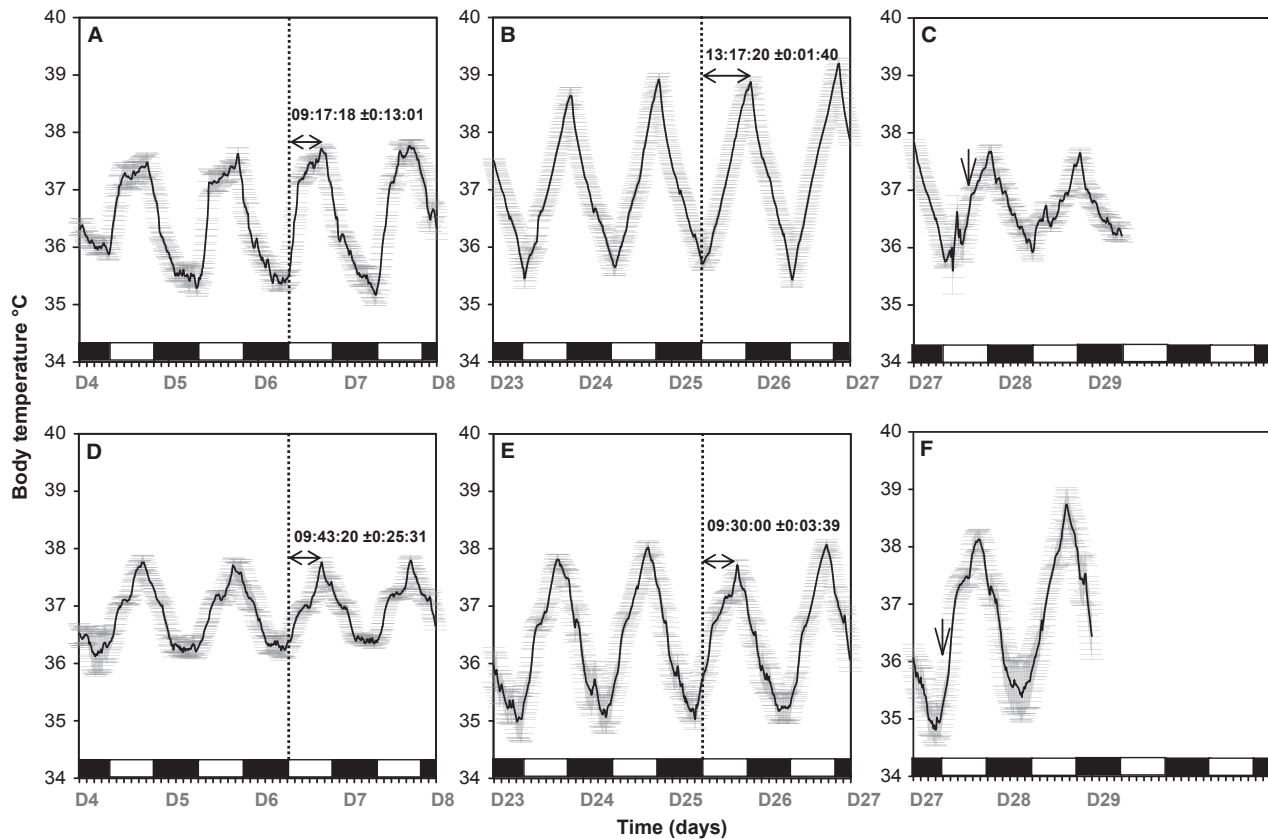 40 A 40 B 40 C
39 39 13:17:20 ±0:01:40 39
38 09:17:18 ±0:13:01 38 38
37 37 37
36 36 36
35 35 35
34 34 34
D4 D5 D6 D7 D8 D23 D24 D25 D26 D27 D27 D28 D29
Body temperature °C
40 D 40 E 40 F
39 39 39
38 09:43:20 ±0:25:31 38 09:30:00 ±0:03:39 38
37 37 37
36 36 36
35 35 35
34 34 34
D4 D5 D6 D7 D8 D23 D24 D25 D26 D27 D27 D28 D29
Time (days)